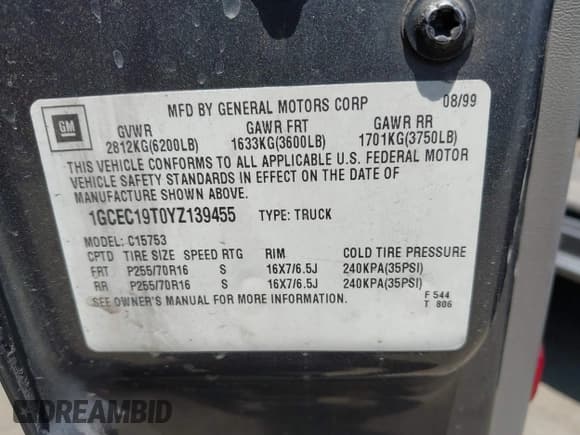 MFD BY GENERAL MOTORS CORP 08/99
GM
GVWR GAWR FRT GAWR RR
2812KG(6200LB) 1633KG(3600LB) 1701KG(3750LB)
THIS VEHICLE CONFORMS TO ALL APPLICABLE U.S. FEDERAL MOTOR
VEHICLE SAFETY STANDARDS IN EFFECT ON THE DATE OF
MANUFACTURE SHOWN ABOVE.
1GCEC19T0YZ139455 TYPE: TRUCK
MODEL: C15753
CPTD TIRE SIZE SPEED RTG RIM COLD TIRE PRESSURE
FRT P255/70R16 S 16X7/6.5J 240KPA(35PSI)
RR P255/70R16 S 16X7/6.5J 240KPA(35PSI)
SEE OWNER'S MANUAL FOR MORE INFORMATION.
F 544
T 806
DREAMBID